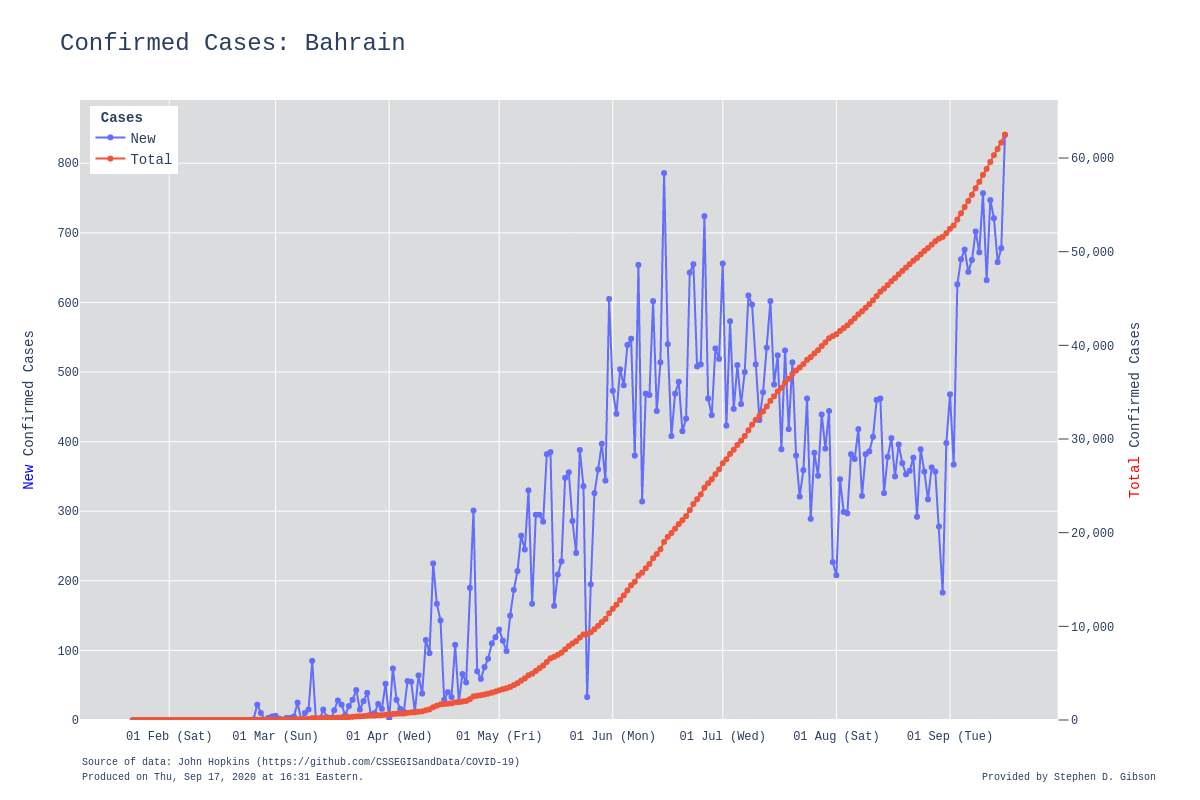 Confirmed Cases: Bahrain
Cases
New
Total
800
700
600
500
400
300
200
100
0
60,000
50,000
40,000
30,000
20,000
10,000
0
New Confirmed Cases
Total Confirmed Cases
01 Feb (Sat) 01 Mar (Sun) 01 Apr (Wed) 01 May (Fri) 01 Jun (Mon) 01 Jul (Wed) 01 Aug (Sat) 01 Sep (Tue)
Source of data: John Hopkins (https://github.com/CSSEGISandData/COVID-19)
Produced on Thu, Sep 17, 2020 at 16:31 Eastern.
Provided by Stephen D. Gibson